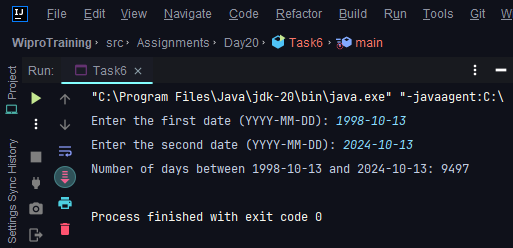 File Edit View Navigate Code Refactor Build Run Tools Git W
WiproTraining › src › Assignments › Day20 › Task6 › main
Project
Settings Sync History
Run: Task6 ×
"C:\Program Files\Java\jdk-20\bin\java.exe" "-javaagent:C:\
Enter the first date (YYYY-MM-DD): 1998-10-13
Enter the second date (YYYY-MM-DD): 2024-10-13
Number of days between 1998-10-13 and 2024-10-13: 9497
Process finished with exit code 0